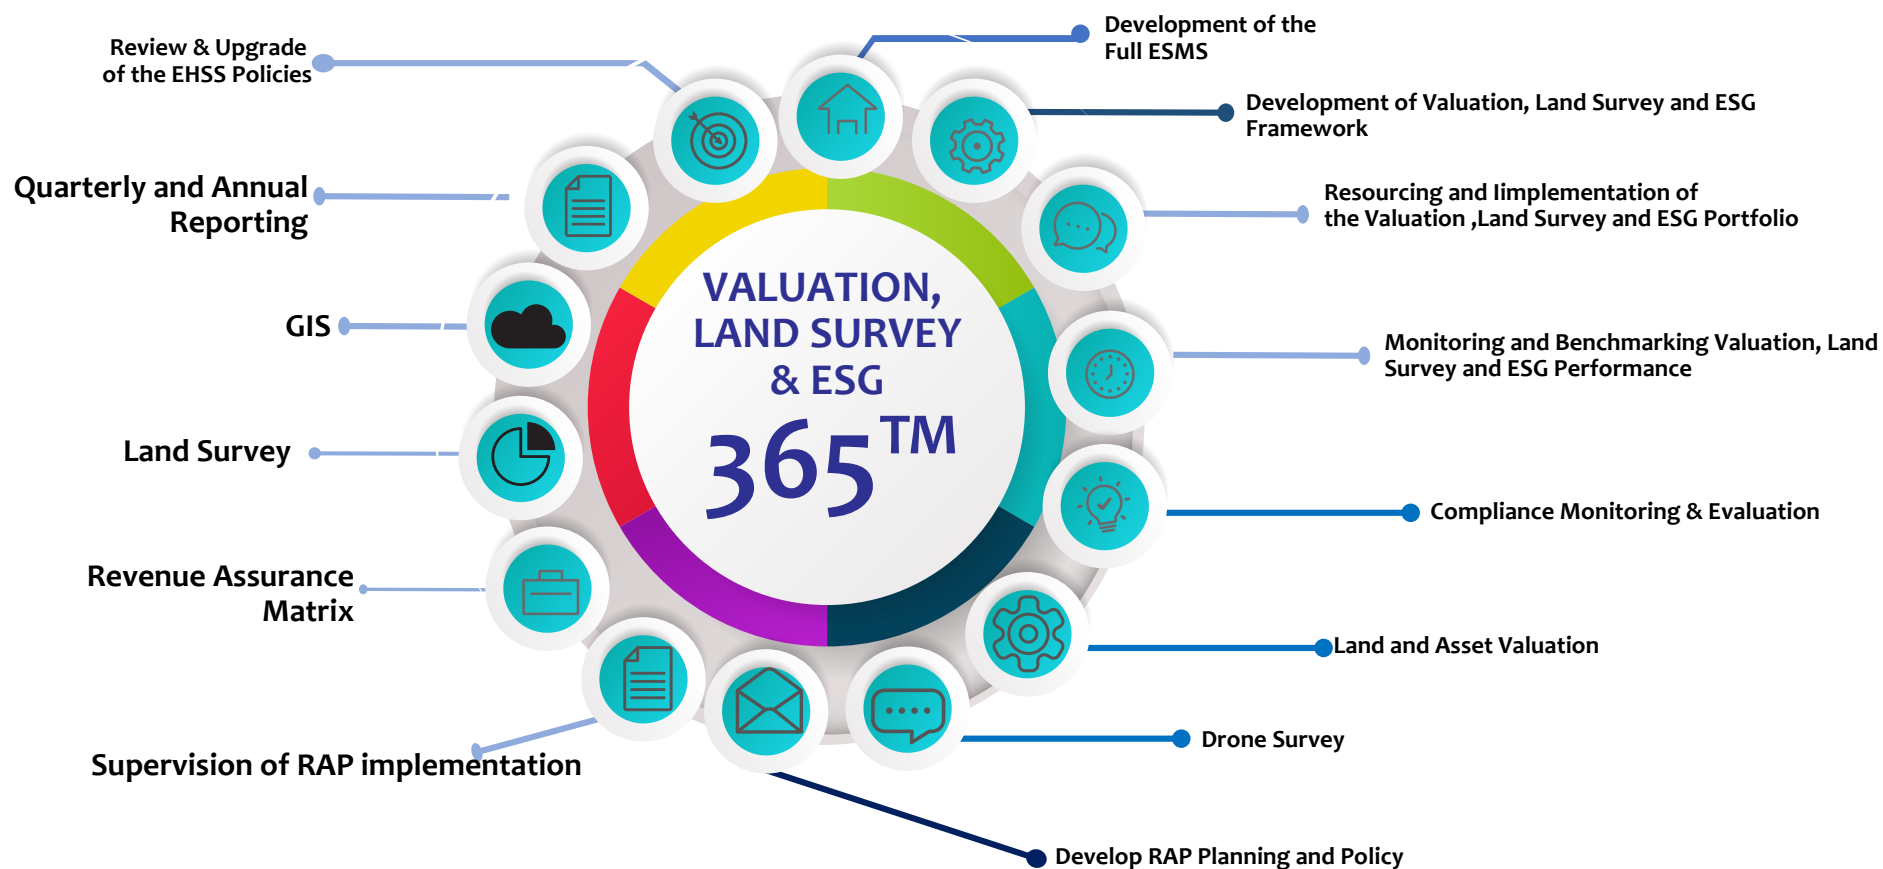 Development of the
Full ESMS
Review & Upgrade
of the EHSS Policies
Development of Valuation, Land Survey and ESG
Framework
Quarterly and Annual
Reporting
Resourcing and Iimplementation of
the Valuation ,Land Survey and ESG Portfolio
VALUATION,
LAND SURVEY
& ESG
365™
GIS
Monitoring and Benchmarking Valuation, Land
Survey and ESG Performance
Land Survey
Compliance Monitoring & Evaluation
Revenue Assurance
Matrix
Land and Asset Valuation
Supervision of RAP implementation
Drone Survey
Develop RAP Planning and Policy